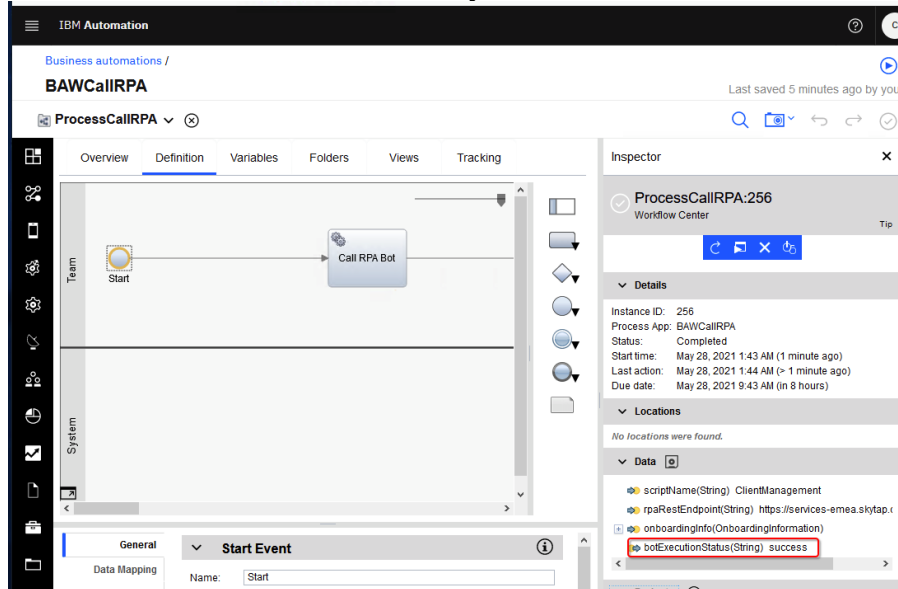 IBM Automation
C
Business automations /
BAWCallRPA
Last saved 5 minutes ago by you
ProcessCallRPA
Overview Definition Variables Folders Views Tracking
Team
Start
Call RPA Bot
System
General
Data Mapping
Start Event
Name: Start
Inspector
ProcessCallRPA:256
Workflow Center
Tip
Details
Instance ID: 256
Process App: BAWCallRPA
Status: Completed
Start time: May 28, 2021 1:43 AM (1 minute ago)
Last action: May 28, 2021 1:44 AM (> 1 minute ago)
Due date: May 28, 2021 9:43 AM (in 8 hours)
Locations
No locations were found.
Data
scriptName(String) ClientManagement
rpaRestEndpoint(String) https://services-emea.skytap.c
onboardingInfo(OnboardingInformation)
botExecutionStatus(String) success